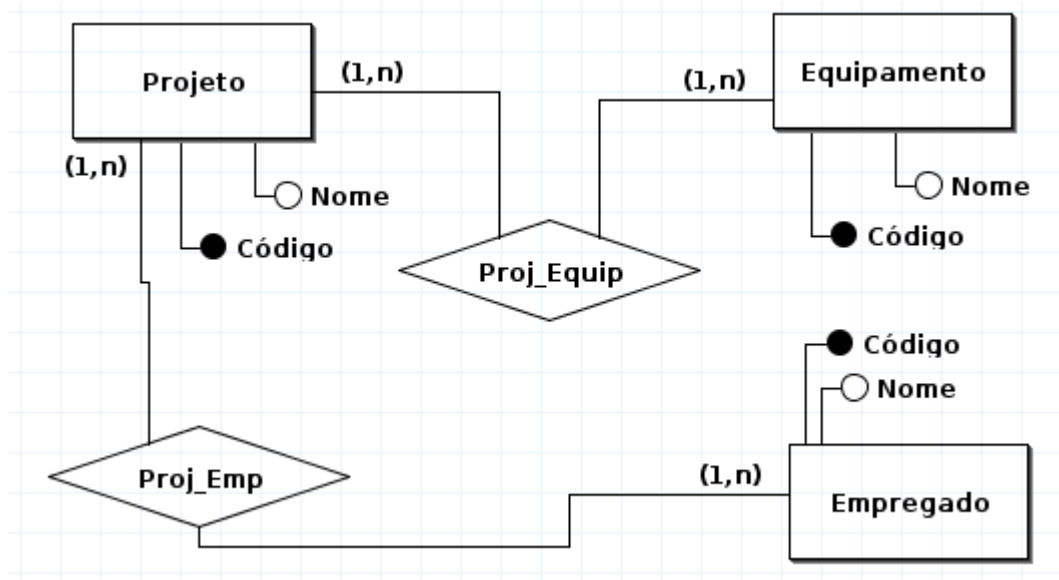 Projeto
(1,n)
(1,n)
Equipamento
(1,n)
Nome
Código
Nome
Código
Proj_Equip
Código
Nome
Proj_Emp
(1,n)
Empregado